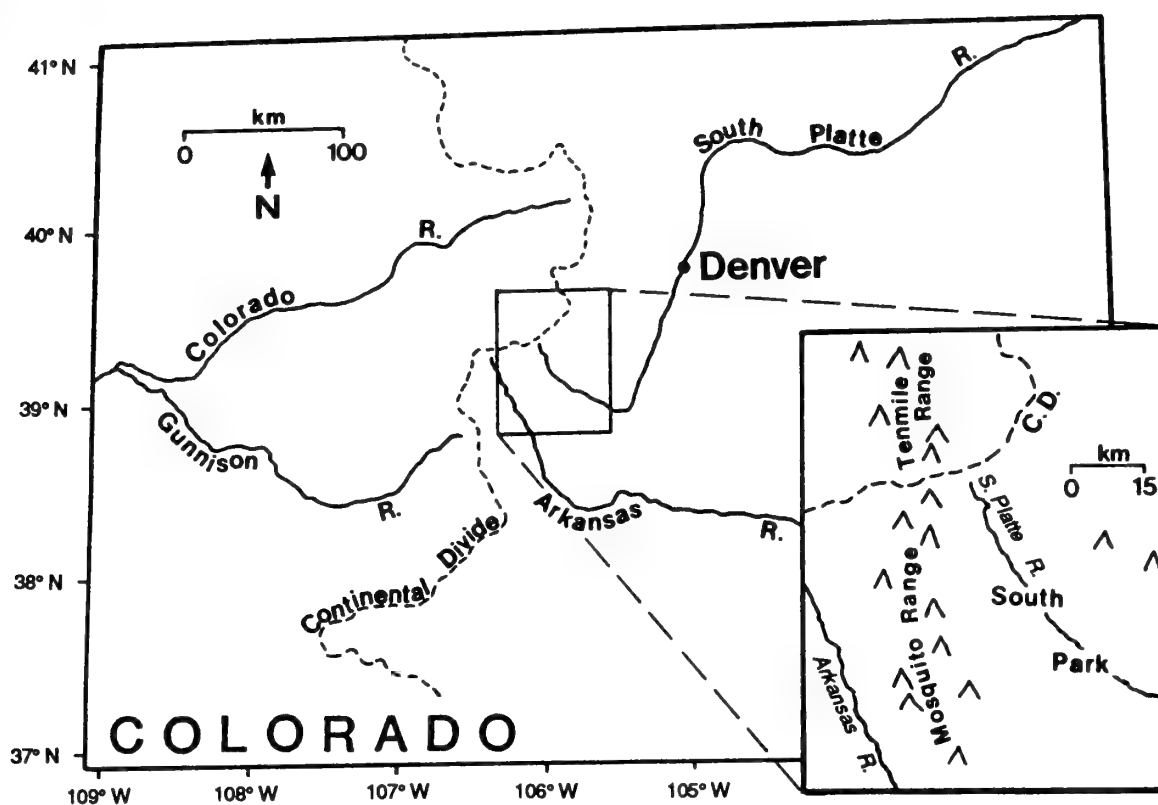 41° N
40° N
39° N
38° N
37° N
109° W
108° W
107° W
106° W
105° W
km
0 100
N
South Platte R.
Denver
Colorado R.
Gunnison R.
Arkansas R.
Continental Divide
COLORADO
Tenmile
Range
C.D.
km
0 15
S. Platte R.
South
Park
Mosquito Range
Arkansas R.